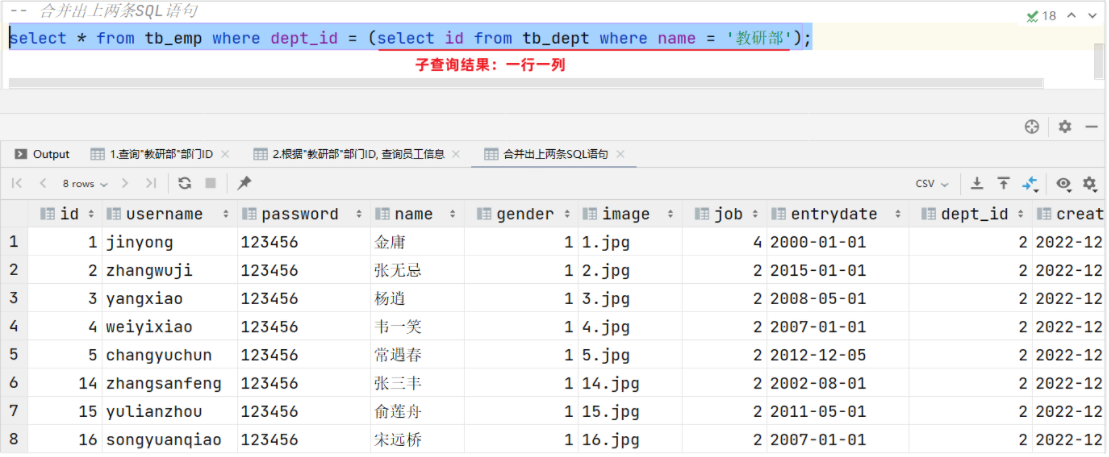 -- 合并出上两条SQL语句
18
select * from tb_emp where dept_id = (select id from tb_dept where name = '教研部');
子查询结果：一行一列
Output 1.查询"教研部"部门ID 2.根据"教研部"部门ID, 查询员工信息 合并出上两条SQL语句
8 rows CSV
id username password name gender image job entrydate dept_id creat
1 1 jinyong 123456 金庸 1 1.jpg 4 2000-01-01 2 2022-12
2 2 zhangwuji 123456 张无忌 1 2.jpg 2 2015-01-01 2 2022-12
3 3 yangxiao 123456 杨逍 1 3.jpg 2 2008-05-01 2 2022-12
4 4 weiyixiao 123456 韦一笑 1 4.jpg 2 2007-01-01 2 2022-12
5 5 changyuchun 123456 常遇春 1 5.jpg 2 2012-12-05 2 2022-12
6 14 zhangsanfeng 123456 张三丰 1 14.jpg 2 2002-08-01 2 2022-12
7 15 yulianzhou 123456 俞莲舟 1 15.jpg 2 2011-05-01 2 2022-12
8 16 songyuanqiao 123456 宋远桥 1 16.jpg 2 2007-01-01 2 2022-12